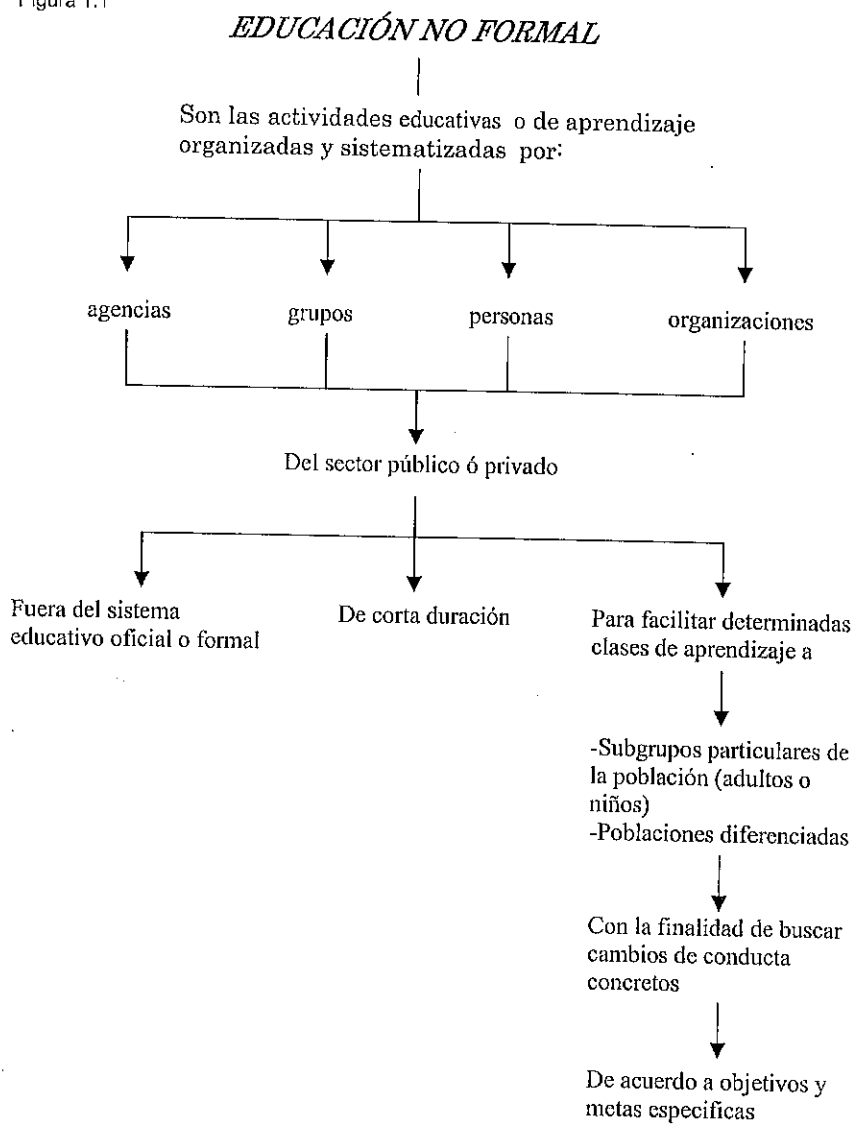 Figura 1.1
EDUCACIÓN NO FORMAL
Son las actividades educativas o de aprendizaje
organizadas y sistematizadas por:
agencias
grupos
personas
organizaciones
Del sector público ó privado
Fuera del sistema
educativo oficial o formal
De corta duración
Para facilitar determinadas
clases de aprendizaje a
-Subgrupos particulares de
la población (adultos o
niños)
-Poblaciones diferenciadas
Con la finalidad de buscar
cambios de conducta
concretos
De acuerdo a objetivos y
metas especificas